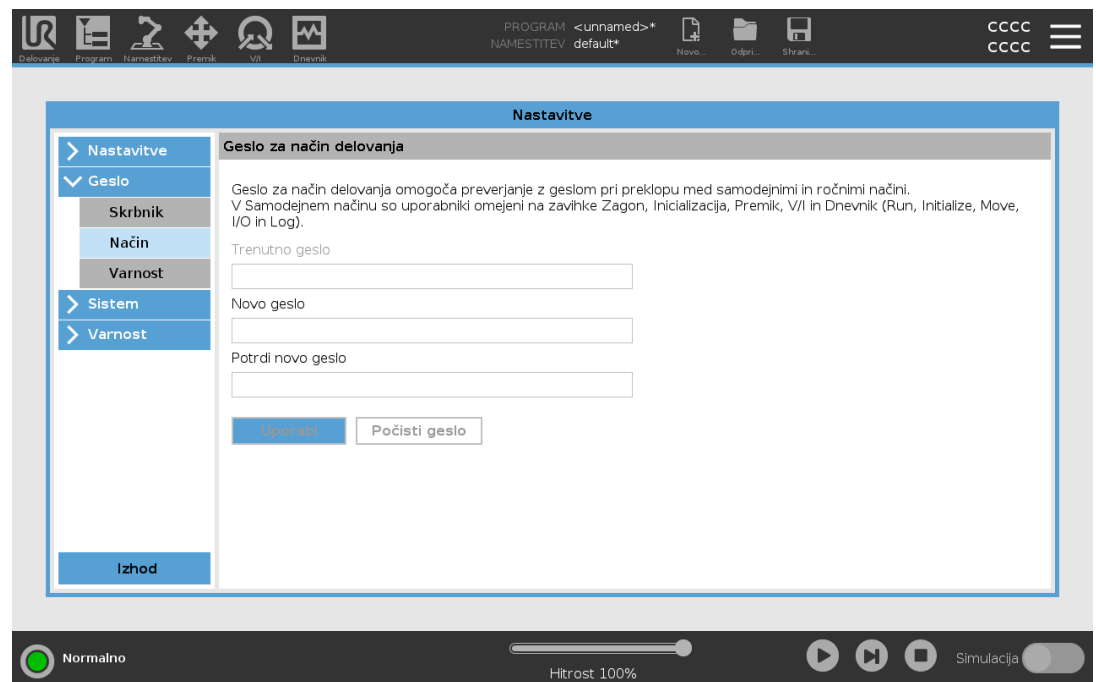 UR
PROGRAM <unnamed>*
NAMESTITEV default*
CCCC
CCCC
Delovanje Program Namestitev Premik V/I Dnevnik Novo... Odpri... Shrani...
Nastavitve
Nastavitve
Geslo
Skrbnik
Način
Varnost
Sistem
Varnost
Izhod
Geslo za način delovanja
Geslo za način delovanja omogoča preverjanje z geslom pri preklopu med samodejnimi in ročnimi načini.
V Samodejnem načinu so uporabniki omejeni na zavihke Zagon, Inicializacija, Premik, V/I in Dnevnik (Run, Initialize, Move,
I/O in Log).
Trenutno geslo
Novo geslo
Potrdi novo geslo
Uporabi Počisti geslo
Normalno
Hitrost 100%
Simulacija